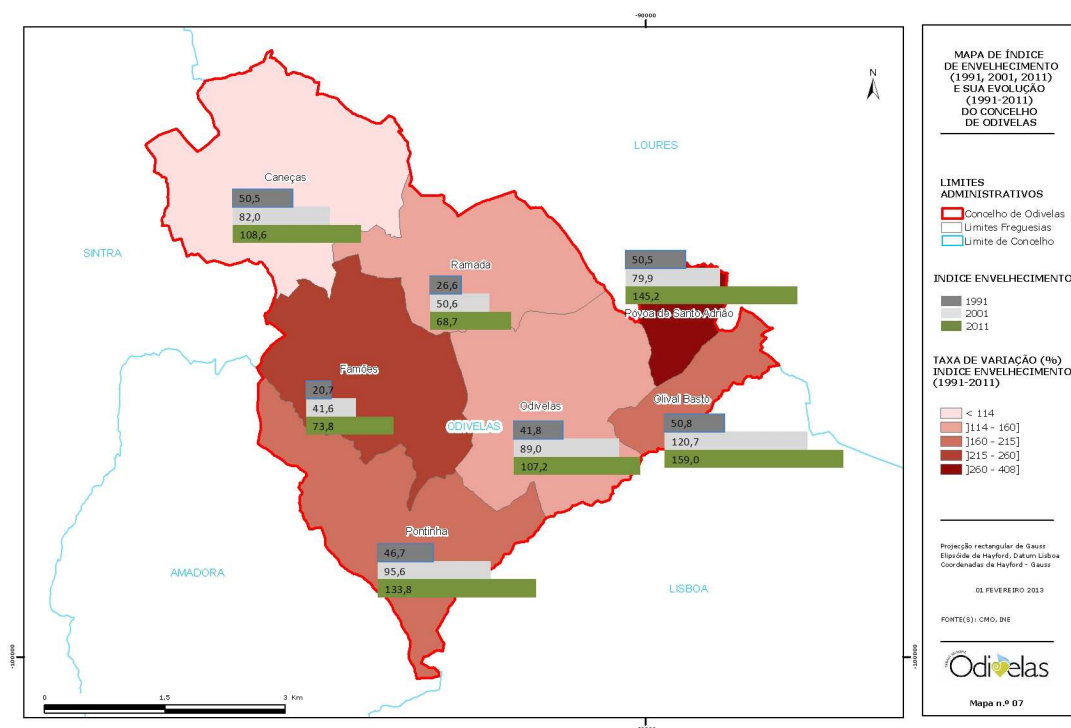 -90000
N
LOURES
SINTRA
AMADORA
LISBOA
ODIVELAS
Caneças
50,5
82,0
108,6
Ramada
26,6
50,6
68,7
50,5
79,9
145,2
Póvoa de Santo Adrião
Famões
20,7
41,6
73,8
Odivelas
41,8
89,0
107,2
Olival Basto
50,8
120,7
159,0
Pontinha
46,7
95,6
133,8
-100000
-100000
0 1,5 3 Km
MAPA DE ÍNDICE
DE ENVELHECIMENTO
(1991, 2001, 2011)
E SUA EVOLUÇÃO
(1991-2011)
DO CONCELHO
DE ODIVELAS
LIMITES
ADMINISTRATIVOS
Concelho de Odivelas
Limites Freguesias
Limite de Concelho
INDICE ENVELHECIMENTO
1991
2001
2011
TAXA DE VARIAÇÃO (%)
INDICE ENVELHECIMENTO
(1991-2011)
< 114
]114 - 160]
]160 - 215]
]215 - 260]
]260 - 408]
Projecção rectangular de Gauss
Elipsóide de Hayford, Datum Lisboa
Coordenadas de Hayford - Gauss
01 FEVEREIRO 2013
FONTE(S): CMO, INE
Odivelas
Mapa n.º 07